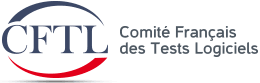 CFTL
Comité Français
des Tests Logiciels